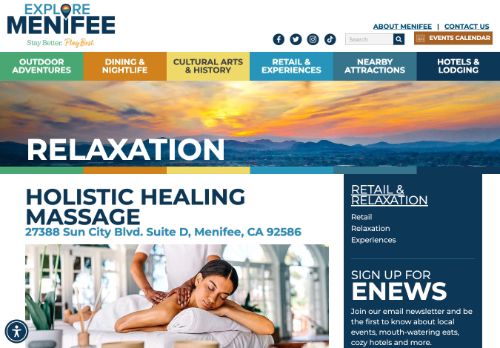 EXPLORE
MENIFEE
Stay Better. Play Best.
ABOUT MENIFEE | CONTACT US
Search
EVENTS CALENDAR
OUTDOOR
ADVENTURES
DINING &
NIGHTLIFE
CULTURAL ARTS
& HISTORY
RETAIL &
EXPERIENCES
NEARBY
ATTRACTIONS
HOTELS &
LODGING
RELAXATION
HOLISTIC HEALING
MASSAGE
27388 Sun City Blvd. Suite D, Menifee, CA 92586
RETAIL &
RELAXATION
Retail
Relaxation
Experiences
SIGN UP FOR
ENEWS
Join our email newsletter and be
the first to know about local
events, mouth-watering eats,
cozy hotels and more.